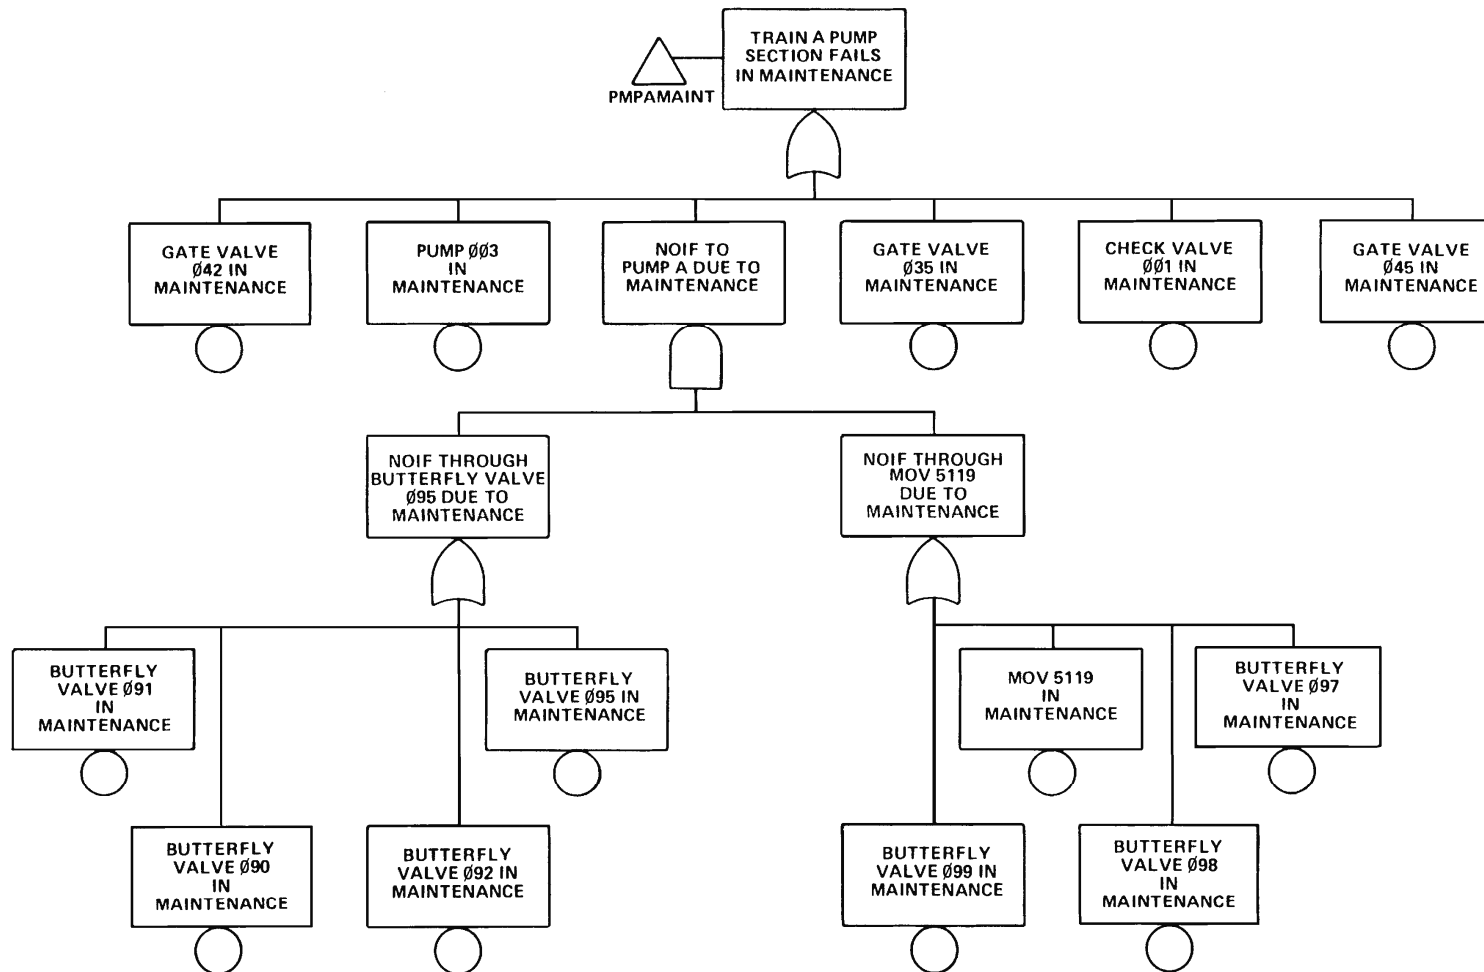 TRAIN A PUMP
SECTION FAILS
IN MAINTENANCE
PMPAMAINT
GATE VALVE
Ø42 IN
MAINTENANCE
PUMP ØØ3
IN
MAINTENANCE
NOIF TO
PUMP A DUE TO
MAINTENANCE
GATE VALVE
Ø35 IN
MAINTENANCE
CHECK VALVE
ØØ1 IN
MAINTENANCE
GATE VALVE
Ø45 IN
MAINTENANCE
NOIF THROUGH
BUTTERFLY VALVE
Ø95 DUE TO
MAINTENANCE
NOIF THROUGH
MOV 5119
DUE TO
MAINTENANCE
BUTTERFLY
VALVE Ø91
IN
MAINTENANCE
BUTTERFLY
VALVE Ø95 IN
MAINTENANCE
MOV 5119
IN
MAINTENANCE
BUTTERFLY
VALVE Ø97
IN
MAINTENANCE
BUTTERFLY
VALVE Ø90
IN
MAINTENANCE
BUTTERFLY
VALVE Ø92 IN
MAINTENANCE
BUTTERFLY
VALVE Ø99 IN
MAINTENANCE
BUTTERFLY
VALVE Ø98
IN
MAINTENANCE